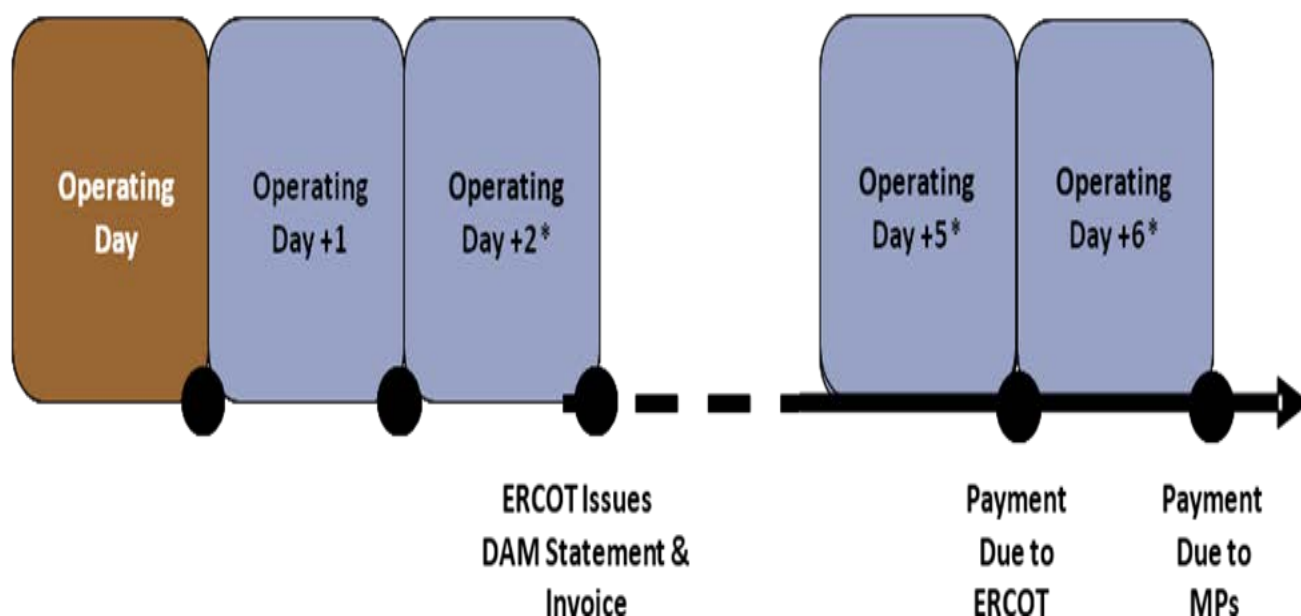 Operating
Day
Operating
Day +1
Operating
Day +2*
Operating
Day +5*
Operating
Day +6*
ERCOT Issues
DAM Statement &
Invoice
Payment
Due to
ERCOT
Payment
Due to
MPs